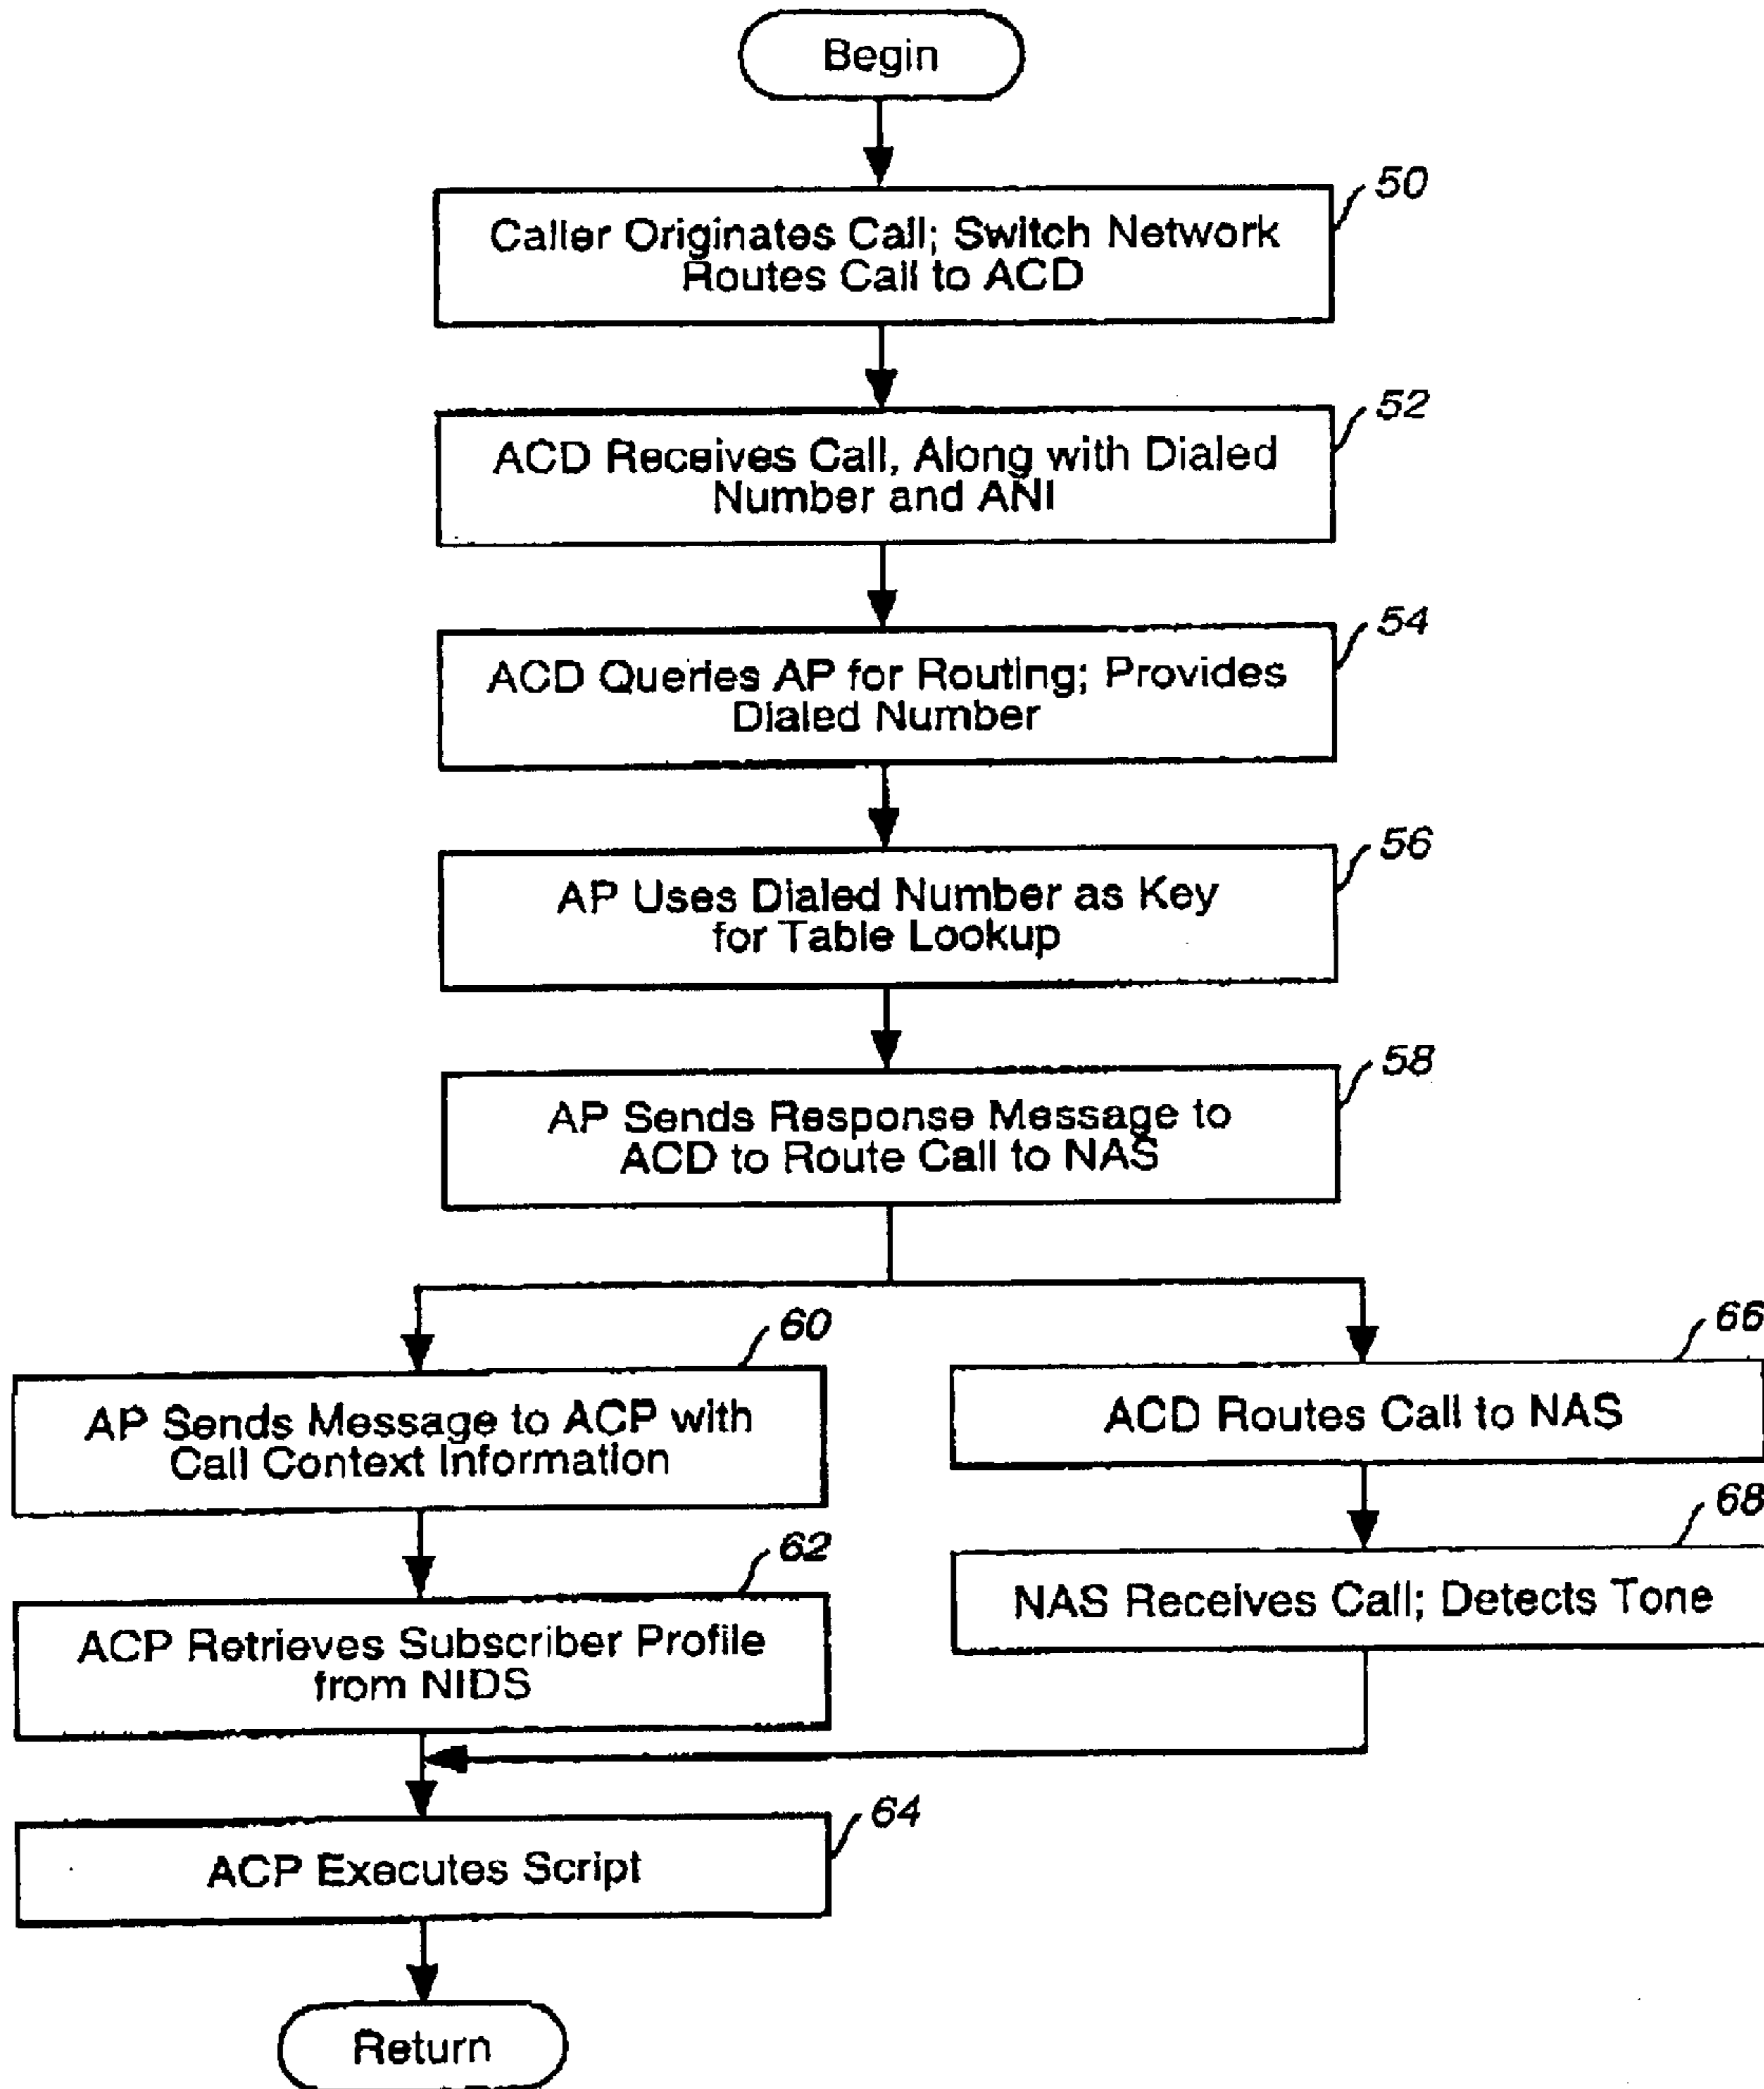 Begin
50
Caller Originates Call; Switch Network
Routes Call to ACD
52
ACD Receives Call, Along with Dialed
Number and ANI
54
ACD Queries AP for Routing; Provides
Dialed Number
56
AP Uses Dialed Number as Key
for Table Lookup
58
AP Sends Response Message to
ACD to Route Call to NAS
60
AP Sends Message to ACP with
Call Context Information
62
ACP Retrieves Subscriber Profile
from NIDS
66
ACD Routes Call to NAS
68
NAS Receives Call; Detects Tone
64
ACP Executes Script
Return